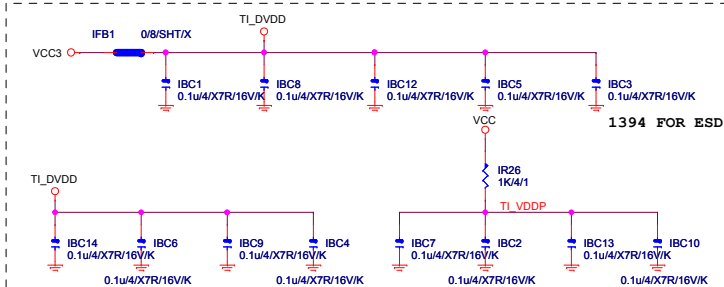 TI_DVDD
IFB1 0/8/SHT/X
VCC3
IBC1 IBC8 IBC12 IBC5 IBC3
0.1u/4/X7R/16V/K 0.1u/4/X7R/16V/K 0.1u/4/X7R/16V/K 0.1u/4/X7R/16V/K 0.1u/4/X7R/16V/K
VCC
1394 FOR ESD
IR26
1K/4/1
TI_DVDD
TI_VDDP
IBC14 IBC6 IBC9 IBC4 IBC7 IBC2 IBC13 IBC10
0.1u/4/X7R/16V/K 0.1u/4/X7R/16V/K 0.1u/4/X7R/16V/K 0.1u/4/X7R/16V/K
0.1u/4/X7R/16V/K 0.1u/4/X7R/16V/K 0.1u/4/X7R/16V/K 0.1u/4/X7R/16V/K